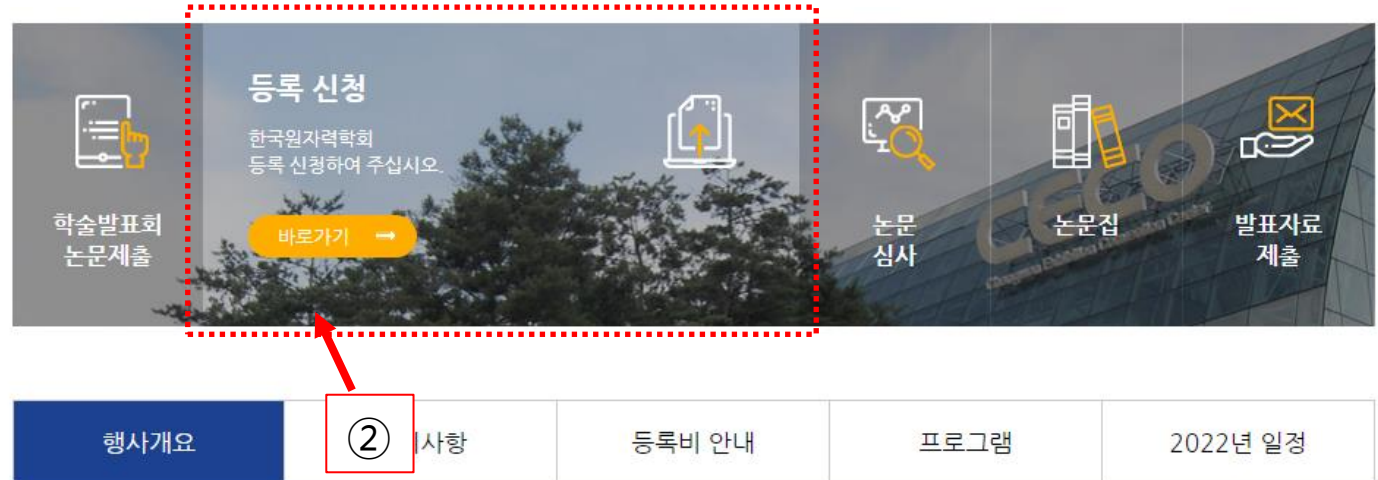 등록 신청
한국원자력학회
등록 신청하여 주십시오.
바로가기
학술발표회
논문제출
논문
심사
논문집
발표자료
제출
CECO
②
행사개요
사항
등록비 안내
프로그램
2022년 일정